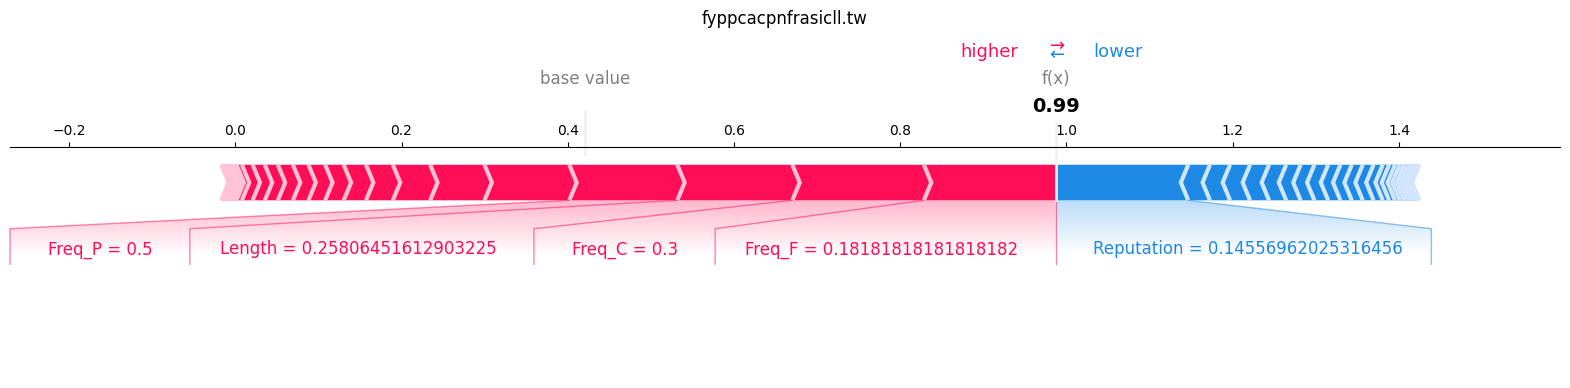 fyppcacpnfrasicll.tw
higher → ← lower
base value f(x)
0.99
−0.2 0.0 0.2 0.4 0.6 0.8 1.0 1.2 1.4
Freq_P = 0.5 Length = 0.25806451612903225 Freq_C = 0.3 Freq_F = 0.18181818181818182 Reputation = 0.14556962025316456